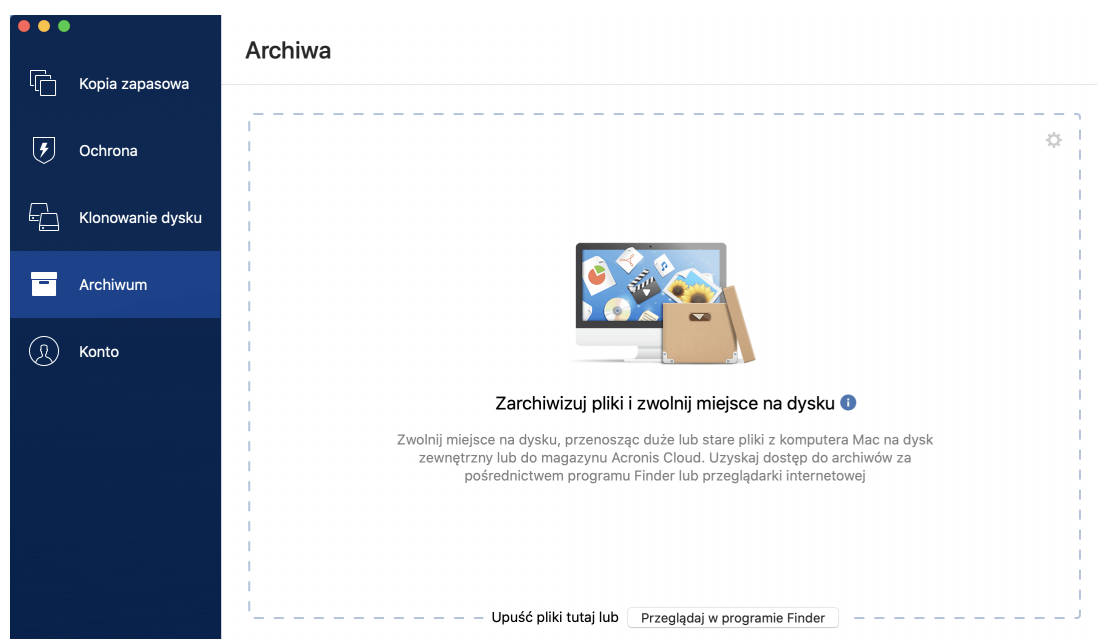 Archiwa
Kopia zapasowa
Ochrona
Klonowanie dysku
Archiwum
Konto
Zarchiwizuj pliki i zwolnij miejsce na dysku
Zwolnij miejsce na dysku, przenosząc duże lub stare pliki z komputera Mac na dysk
zewnętrzny lub do magazynu Acronis Cloud. Uzyskaj dostęp do archiwów za
pośrednictwem programu Finder lub przeglądarki internetowej
Upuść pliki tutaj lub Przeglądaj w programie Finder